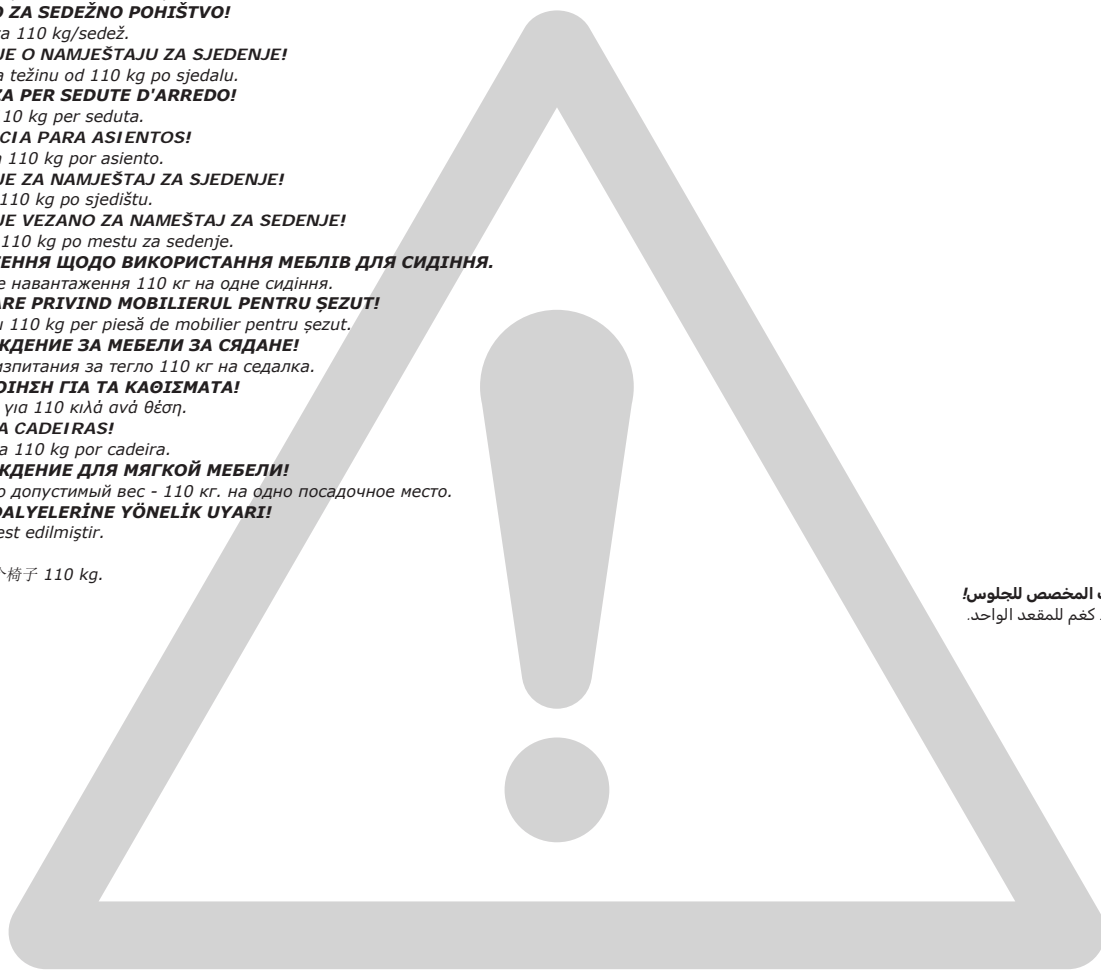 O ZA SEDEŽNO POHIŠTVO!
za 110 kg/sedež.
JE O NAMJEŠTAJU ZA SJEDENJE!
a težinu od 110 kg po sjedalu.
ZA PER SEDUTE D'ARREDO!
10 kg per seduta.
CIA PARA ASIENTOS!
a 110 kg por asiento.
JE ZA NAMJEŠTAJ ZA SJEDENJE!
110 kg po sjedištu.
JE VEZANO ZA NAMEŠTAJ ZA SEDENJE!
110 kg po mestu za sedenje.
ЕННЯ ЩОДО ВИКОРИСТАННЯ МЕБЛІВ ДЛЯ СИДІННЯ.
е навантаження 110 кг на одне сидіння.
ARE PRIVIND MOBILIERUL PENTRU ȘEZUT!
u 110 kg per piesă de mobilier pentru șezut.
ЖДЕНИЕ ЗА МЕБЕЛИ ЗА СЯДАНЕ!
изпитания за тегло 110 кг на седалка.
ΟΙΗΣΗ ΓΙΑ ΤΑ ΚΑΘΙΣΜΑΤΑ!
για 110 κιλά ανά θέση.
A CADEIRAS!
a 110 kg por cadeira.
ЖДЕНИЕ ДЛЯ МЯГКОЙ МЕБЕЛИ!
о допустимый вес - 110 кг. на одно посадочное место.
DALYELERİNE YÖNELİK UYARI!
est edilmiştir.
个椅子 110 kg.
المخصص للجلوس!
كغم للمقعد الواحد.